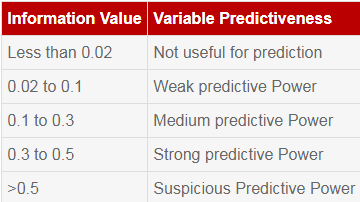 Information Value Variable Predictiveness
Less than 0.02 Not useful for prediction
0.02 to 0.1 Weak predictive Power
0.1 to 0.3 Medium predictive Power
0.3 to 0.5 Strong predictive Power
>0.5 Suspicious Predictive Power